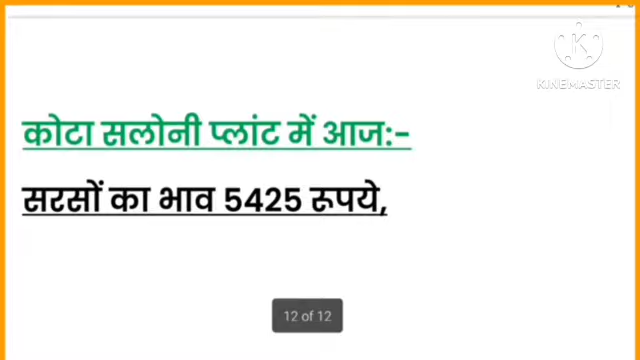 KINEMASTER
कोटा सलोनी प्लांट में आज:-
सरसों का भाव 5425 रूपये,
12 of 12